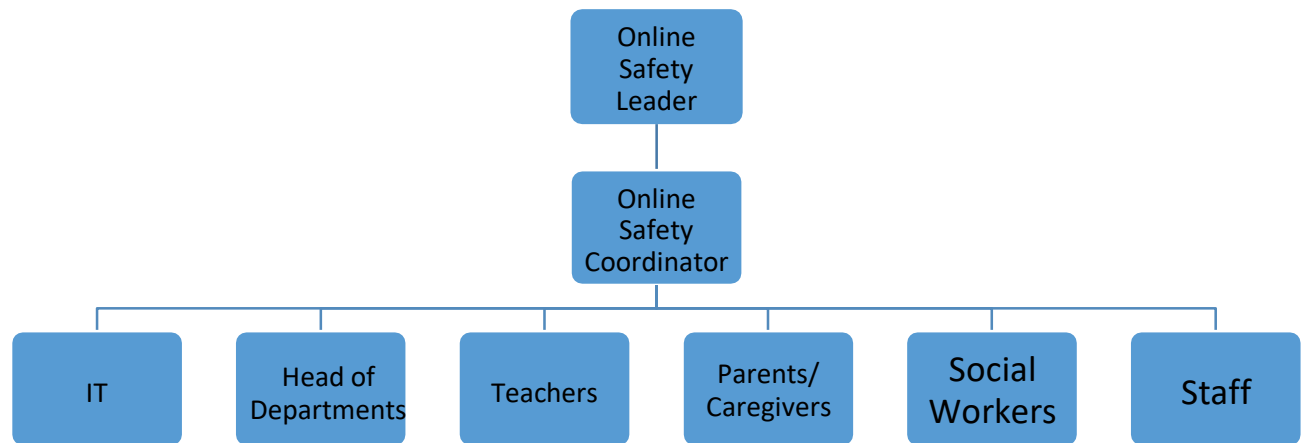 Online
Safety
Leader
Online
Safety
Coordinator
IT
Head of
Departments
Teachers
Parents/
Caregivers
Social
Workers
Staff